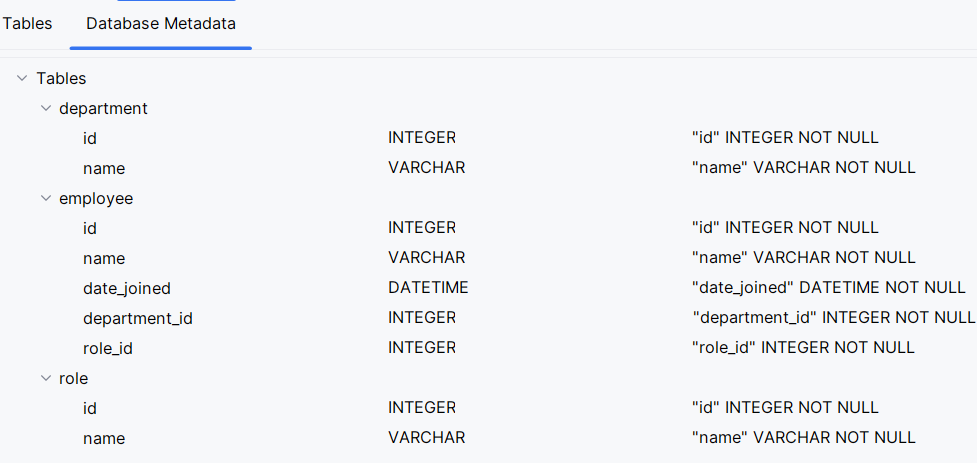 Tables Database Metadata
Tables
department
id INTEGER "id" INTEGER NOT NULL
name VARCHAR "name" VARCHAR NOT NULL
employee
id INTEGER "id" INTEGER NOT NULL
name VARCHAR "name" VARCHAR NOT NULL
date_joined DATETIME "date_joined" DATETIME NOT NULL
department_id INTEGER "department_id" INTEGER NOT NULL
role_id INTEGER "role_id" INTEGER NOT NULL
role
id INTEGER "id" INTEGER NOT NULL
name VARCHAR "name" VARCHAR NOT NULL